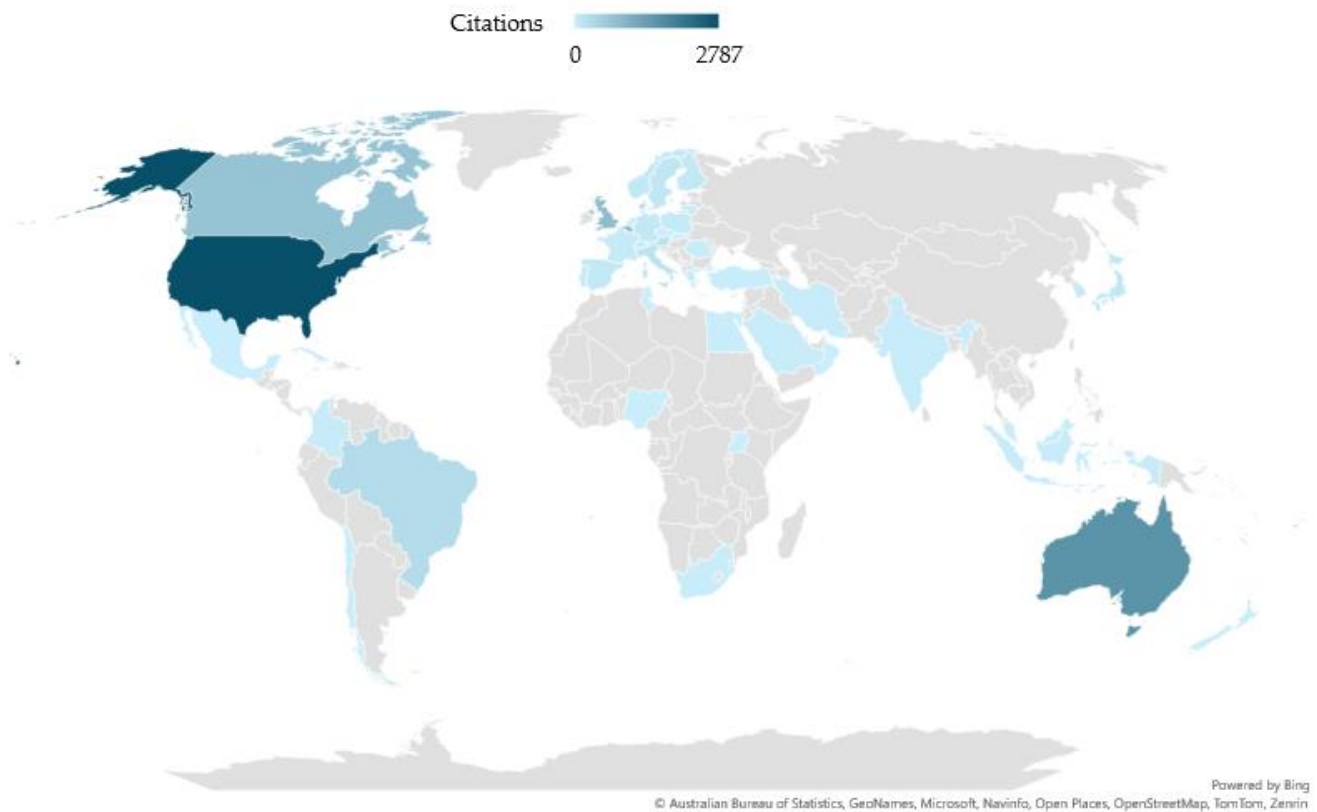 Citations
0 2787
Powered by Bing
© Australian Bureau of Statistics, GeoNames, Microsoft, Navinfo, Open Places, OpenStreetMap, TomTom, Zenrin